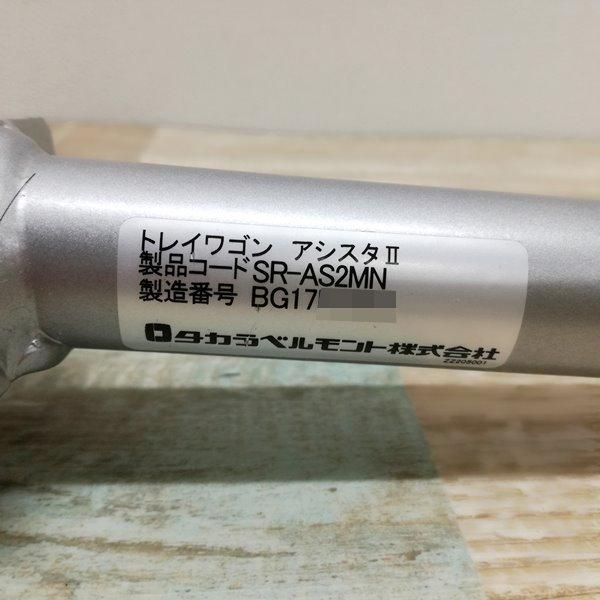 トレイワゴン アシスタⅡ
製品コード SR-AS2MN
製造番号 BG17
タカラベルモント株式会社
ZZ205001